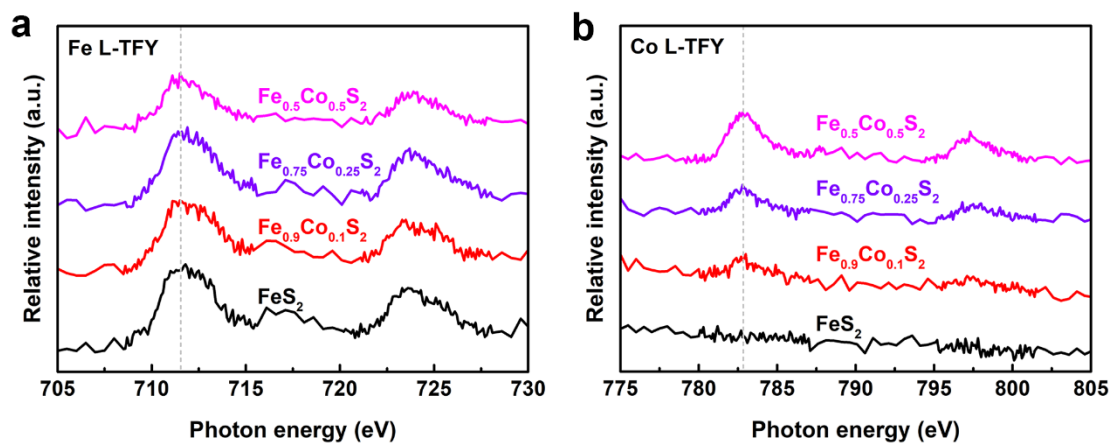 a
Fe L-TFY
Fe0.5Co0.5S2
Fe0.75Co0.25S2
Fe0.9Co0.1S2
FeS2
Relative intensity (a.u.)
705 710 715 720 725 730
Photon energy (eV)
b
Co L-TFY
Fe0.5Co0.5S2
Fe0.75Co0.25S2
Fe0.9Co0.1S2
FeS2
Relative intensity (a.u.)
775 780 785 790 795 800 805
Photon energy (eV)